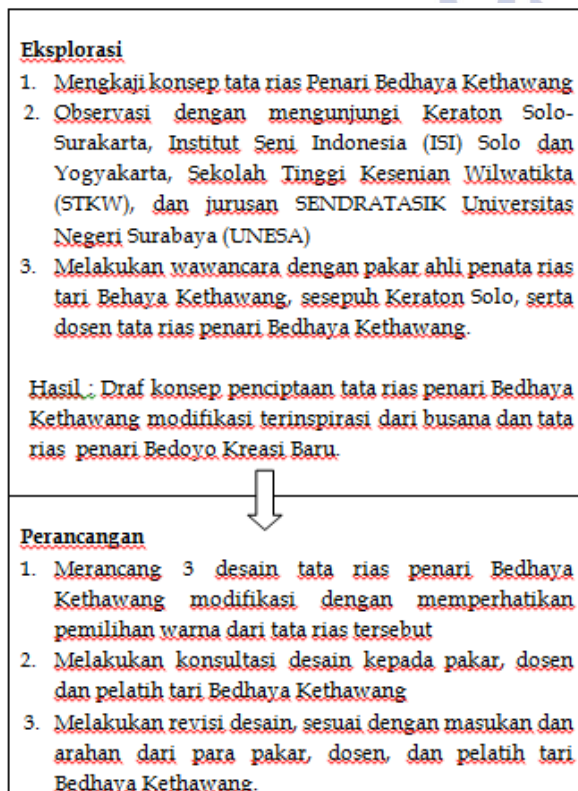 Eksplorasi
1. Mengkaji konsep tata rias Penari Bedhaya Kethawang
2. Observasi dengan mengunjungi Keraton Solo-
Surakarta, Institut Seni Indonesia (ISI) Solo dan
Yogyakarta, Sekolah Tinggi Kesenian Wilwatikta
(STKW), dan jurusan SENDRATASIK Universitas
Negeri Surabaya (UNESA)
3. Melakukan wawancara dengan pakar ahli penata rias
tari Behaya Kethawang, sesepuh Keraton Solo, serta
dosen tata rias penari Bedhaya Kethawang.
Hasil : Draf konsep penciptaan tata rias penari Bedhaya
Kethawang modifikasi terinspirasi dari busana dan tata
rias penari Bedoyo Kreasi Baru.
Perancangan
1. Merancang 3 desain tata rias penari Bedhaya
Kethawang modifikasi dengan memperhatikan
pemilihan warna dari tata rias tersebut
2. Melakukan konsultasi desain kepada pakar, dosen
dan pelatih tari Bedhaya Kethawang
3. Melakukan revisi desain, sesuai dengan masukan dan
arahan dari para pakar, dosen, dan pelatih tari
Bedhaya Kethawang.